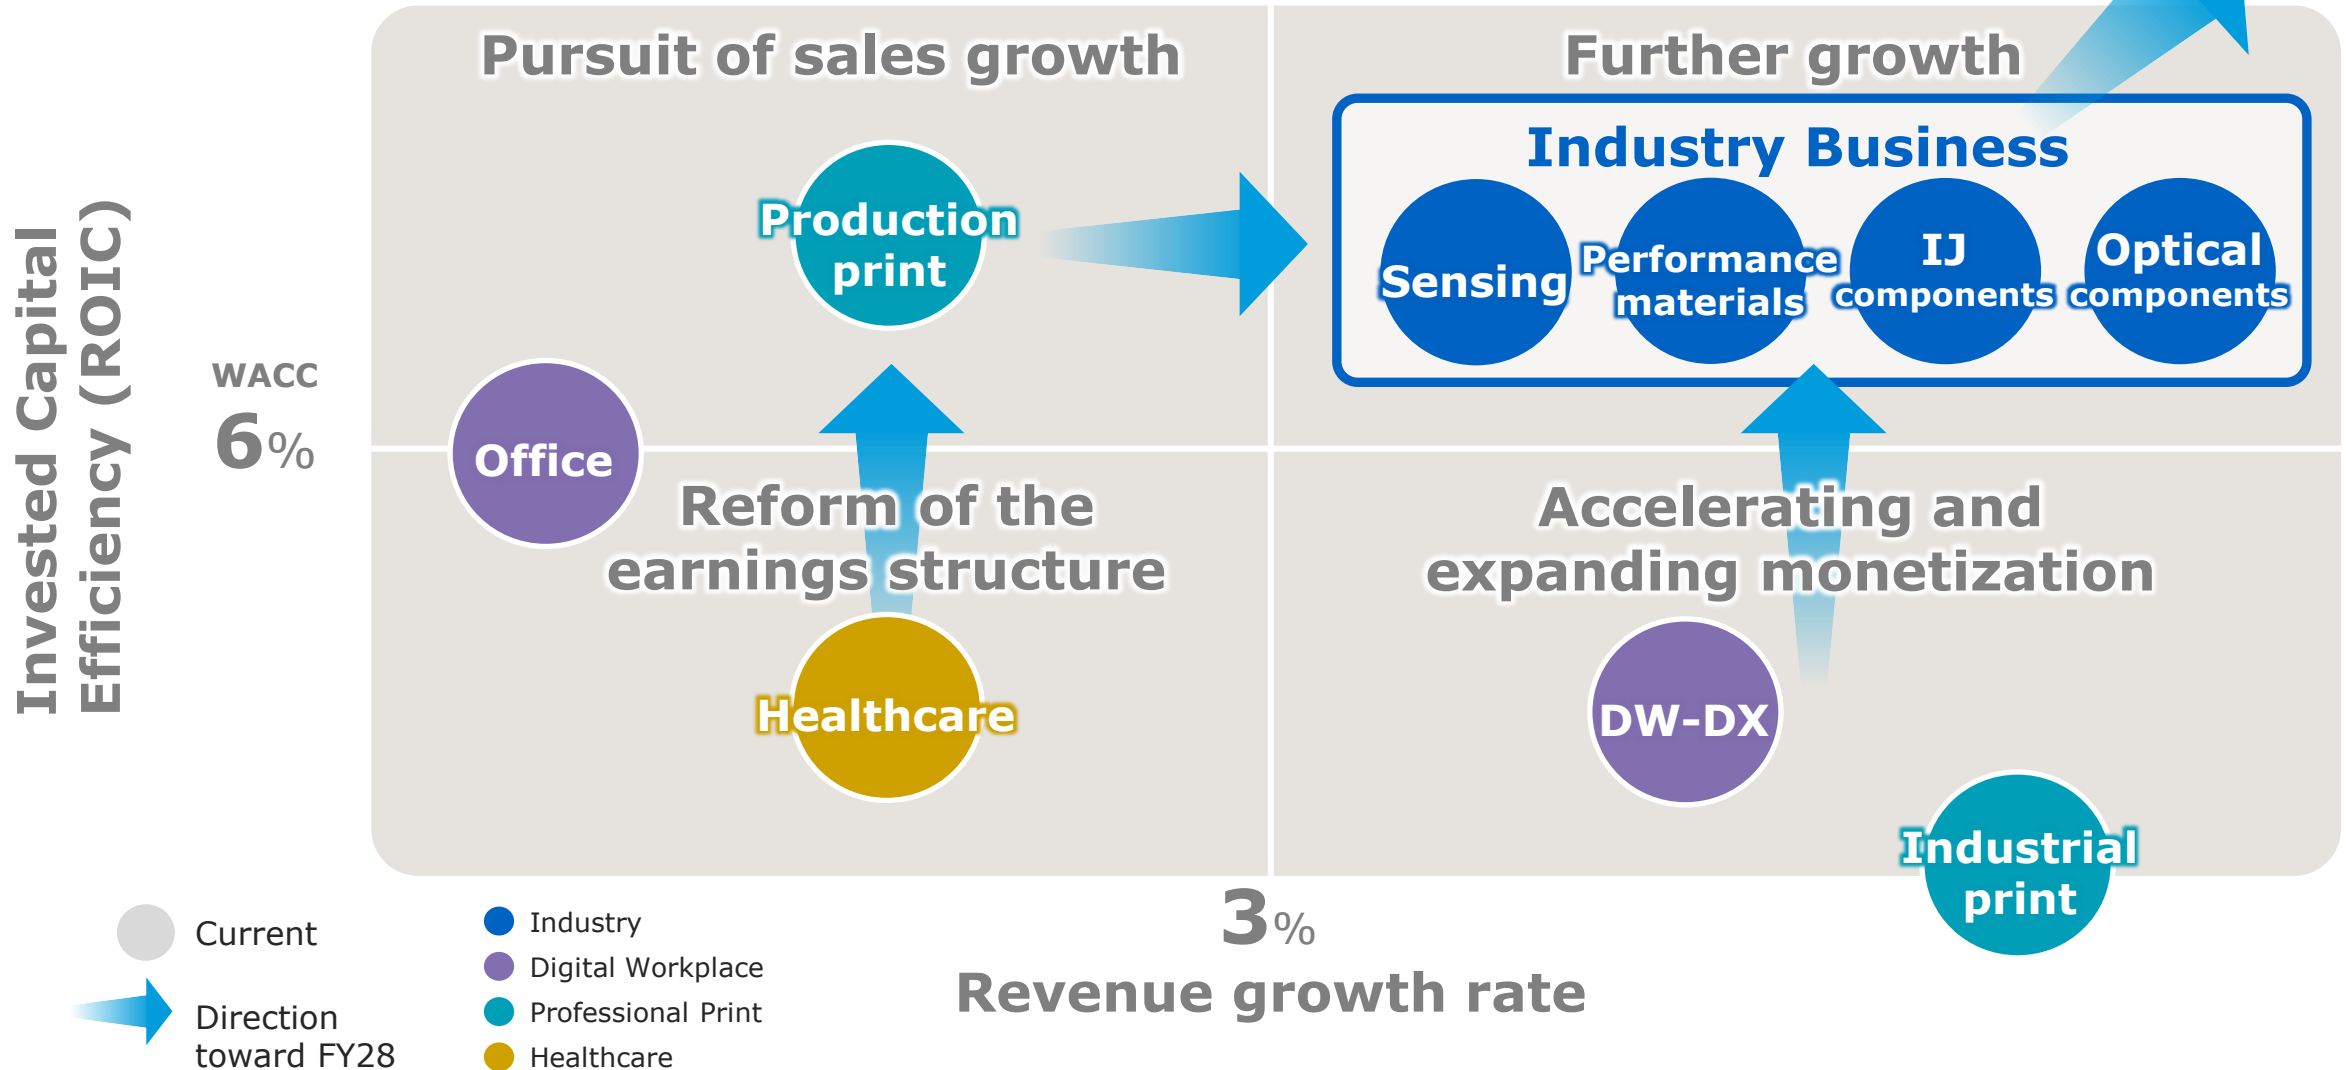 Pursuit of sales growth
Further growth
Industry Business
Production
print
Sensing
Performance
materials
IJ
components
Optical
components
Invested Capital
Efficiency (ROIC)
WACC
6%
Office
Reform of the
earnings structure
Accelerating and
expanding monetization
Healthcare
DW-DX
Industrial
print
3%
Revenue growth rate
Current
Direction
toward FY28
Industry
Digital Workplace
Professional Print
Healthcare